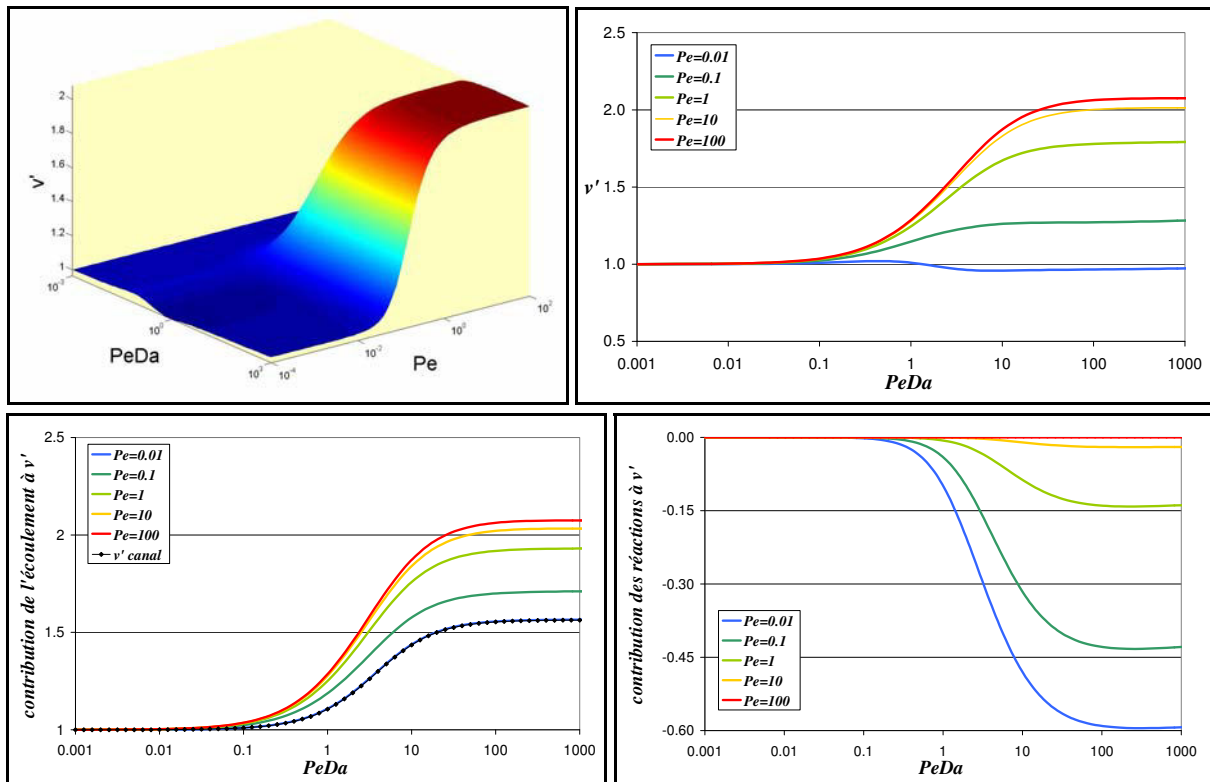 2
1.8
1.6
1.4
1.2
1
v'
10⁻³
10⁰
10³
PeDa
10⁻⁴
10⁻²
10⁰
10²
Pe
2.5
2.0
1.5
1.0
0.5
v'
Pe=0.01
Pe=0.1
Pe=1
Pe=10
Pe=100
0.001 0.01 0.1 1 10 100 1000
PeDa
contribution de l'écoulement à v'
2.5
2
1.5
1
Pe=0.01
Pe=0.1
Pe=1
Pe=10
Pe=100
v' canal
0.001 0.01 0.1 1 10 100 1000
PeDa
contribution des réactions à v'
0.00
-0.15
-0.30
-0.45
-0.60
Pe=0.01
Pe=0.1
Pe=1
Pe=10
Pe=100
0.001 0.01 0.1 1 10 100 1000
PeDa